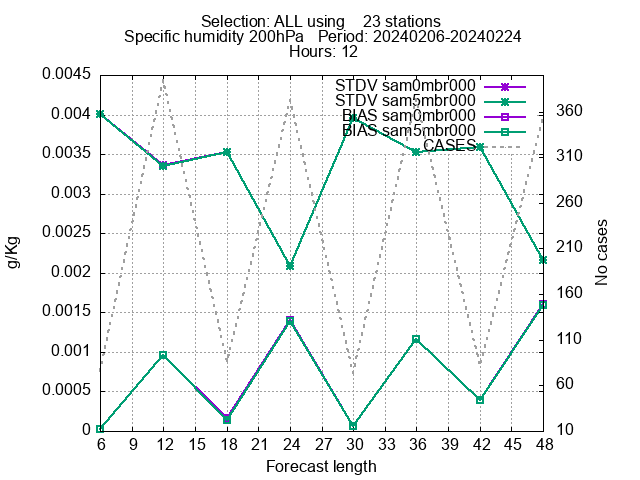 Selection: ALL using    23 stations
Specific humidity 200hPa   Period: 20240206-20240224
Hours: 12
STDV sam0mbr000
STDV sam5mbr000
BIAS sam0mbr000
BIAS sam5mbr000
CASES
0.0045
0.004
0.0035
0.003
0.0025
0.002
0.0015
0.001
0.0005
0
g/Kg
360
310
260
210
160
110
60
10
No cases
6 9 12 15 18 21 24 27 30 33 36 39 42 45 48
Forecast length